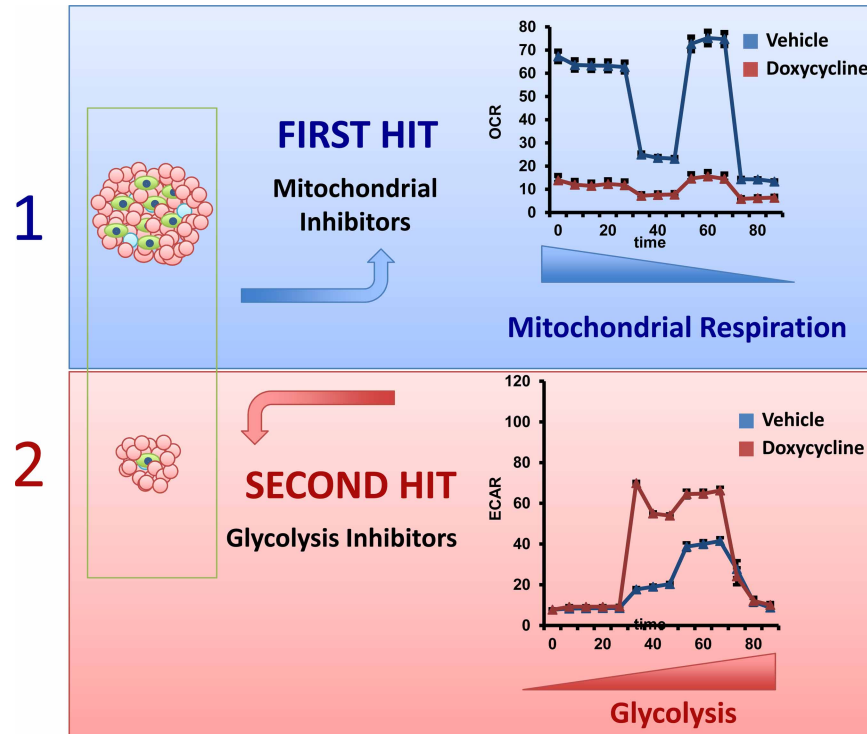 1
FIRST HIT
Mitochondrial
Inhibitors
OCR
80
70
60
50
40
30
20
10
0
0 20 40 60 80
time
Vehicle
Doxycycline
Mitochondrial Respiration
2
SECOND HIT
Glycolysis Inhibitors
ECAR
120
100
80
60
40
20
0
time
0 20 40 60 80
Vehicle
Doxycycline
Glycolysis